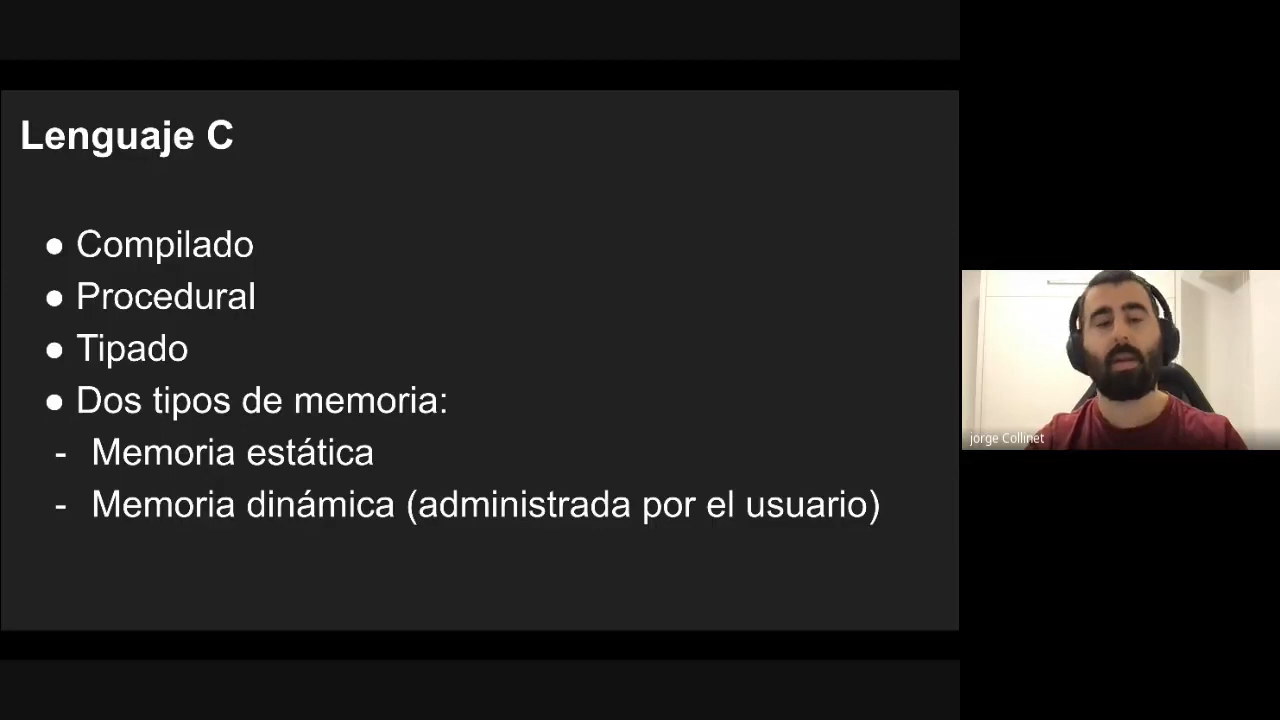 Lenguaje C
● Compilado
● Procedural
● Tipado
● Dos tipos de memoria:
- Memoria estática
- Memoria dinámica (administrada por el usuario)
jorge Collinet